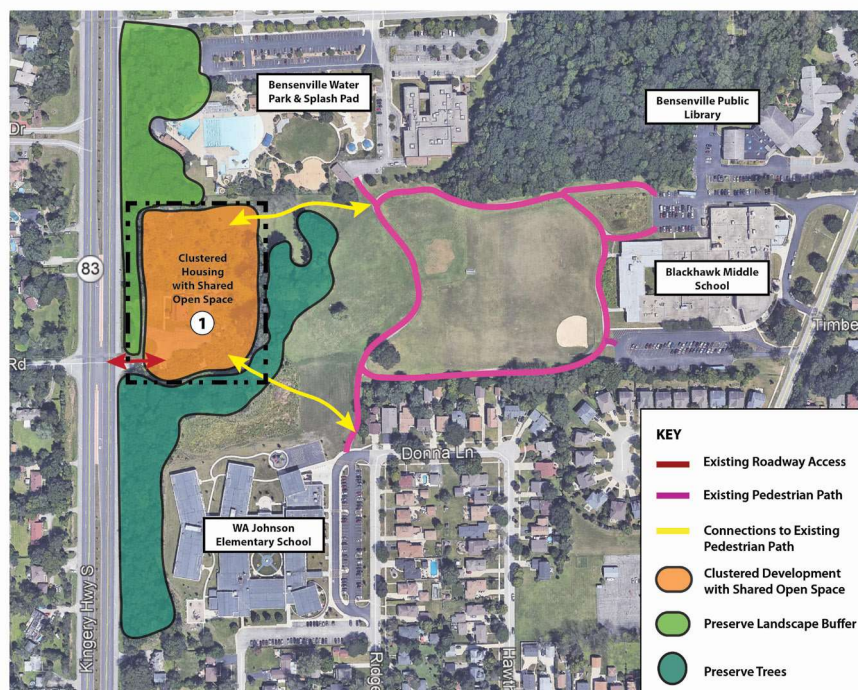 Bensenville Water
Park & Splash Pad
Bensenville Public
Library
Dr
Clustered
Housing
with Shared
Open Space
1
83
Blackhawk Middle
School
Timbe
Rd
KEY
Existing Roadway Access
Existing Pedestrian Path
Connections to Existing
Pedestrian Path
Clustered Development
with Shared Open Space
Preserve Landscape Buffer
Preserve Trees
Donna Ln
WA Johnson
Elementary School
Kingery Hwy S
Ridge
Hawth